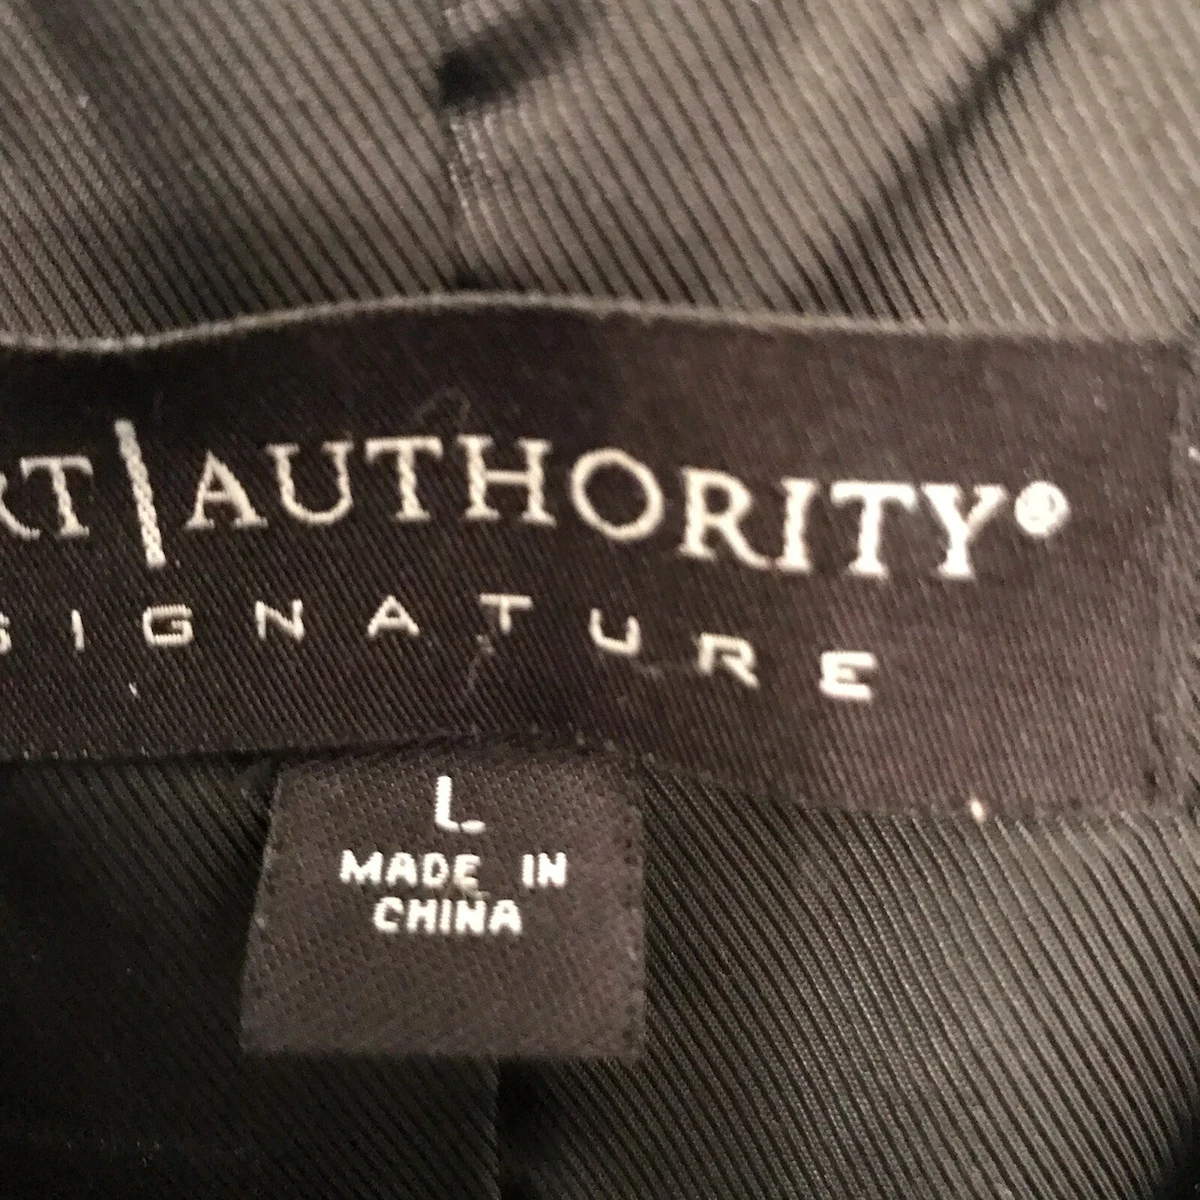 RT|AUTHORITY®
SIGNATURE
L
MADE IN
CHINA